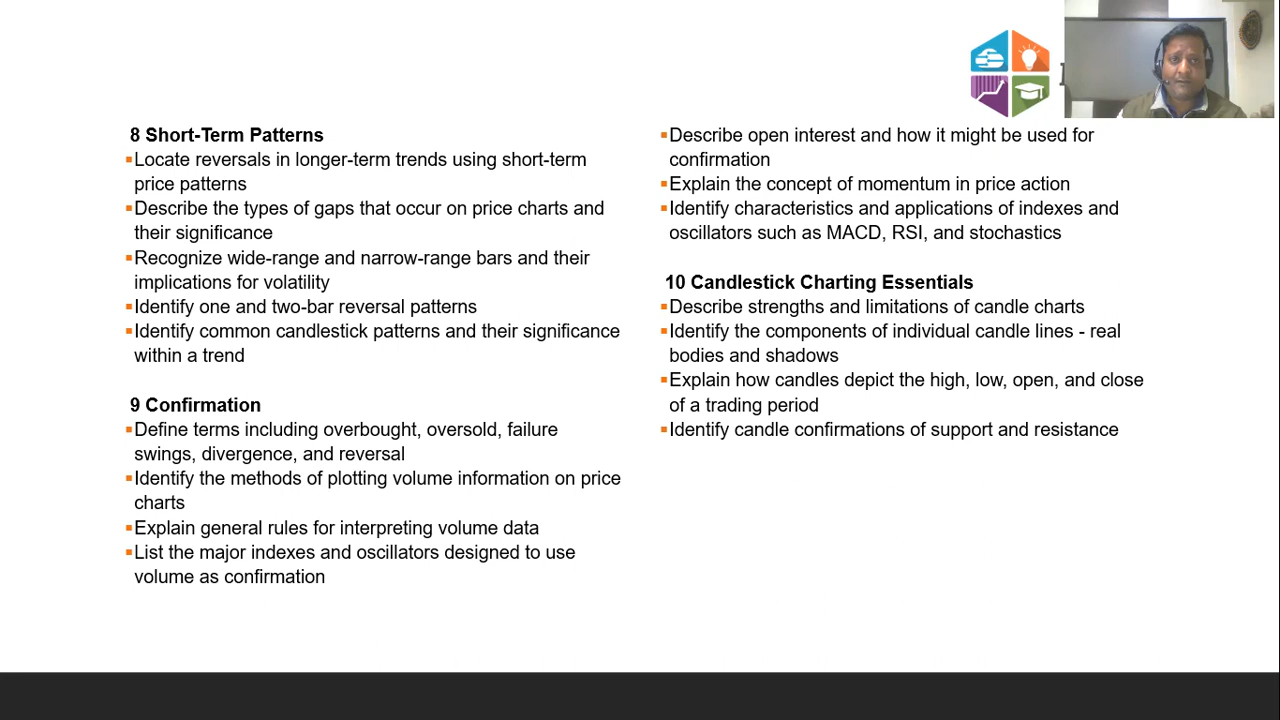 8 Short-Term Patterns
▪Locate reversals in longer-term trends using short-term
price patterns
▪Describe the types of gaps that occur on price charts and
their significance
▪Recognize wide-range and narrow-range bars and their
implications for volatility
▪Identify one and two-bar reversal patterns
▪Identify common candlestick patterns and their significance
within a trend
9 Confirmation
▪Define terms including overbought, oversold, failure
swings, divergence, and reversal
▪Identify the methods of plotting volume information on price
charts
▪Explain general rules for interpreting volume data
▪List the major indexes and oscillators designed to use
volume as confirmation
▪Describe open interest and how it might be used for
confirmation
▪Explain the concept of momentum in price action
▪Identify characteristics and applications of indexes and
oscillators such as MACD, RSI, and stochastics
10 Candlestick Charting Essentials
▪Describe strengths and limitations of candle charts
▪Identify the components of individual candle lines - real
bodies and shadows
▪Explain how candles depict the high, low, open, and close
of a trading period
▪Identify candle confirmations of support and resistance